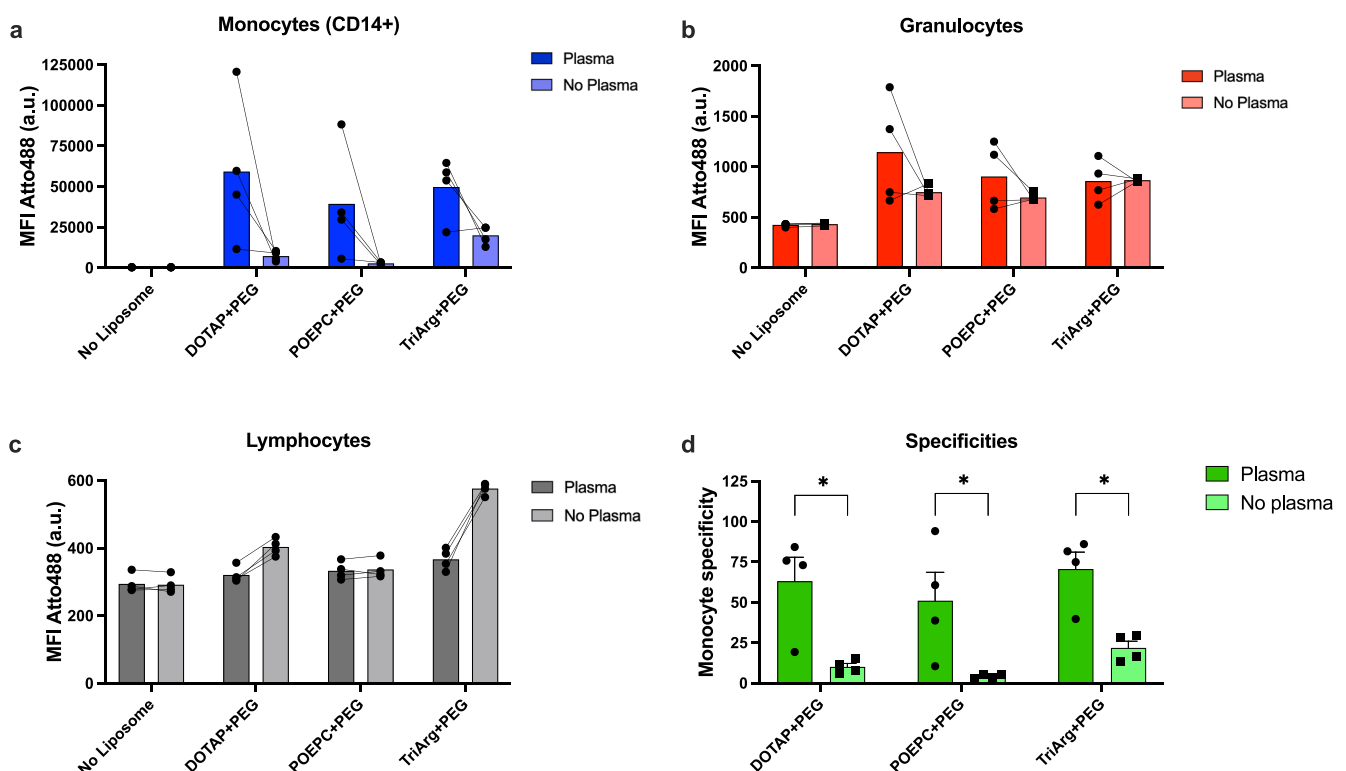 a
Monocytes (CD14+)
MFI Atto488 (a.u.)
125000
100000
75000
50000
25000
0
No Liposome
DOTAP+PEG
POEPC+PEG
TriArg+PEG
Plasma
No Plasma
b
Granulocytes
MFI Atto488 (a.u.)
2000
1500
1000
500
0
No Liposome
DOTAP+PEG
POEPC+PEG
TriArg+PEG
Plasma
No Plasma
c
Lymphocytes
MFI Atto488 (a.u.)
600
400
200
0
No Liposome
DOTAP+PEG
POEPC+PEG
TriArg+PEG
Plasma
No Plasma
d
Specificities
Monocyte specificity
125
100
75
50
25
0
* * *
DOTAP+PEG
POEPC+PEG
TriArg+PEG
Plasma
No plasma